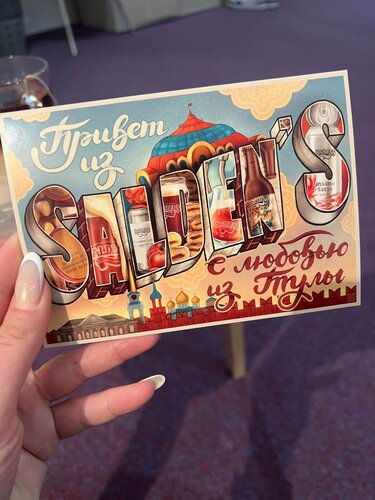 Привет
из
SALDEN'S
с любовью
из Тулы